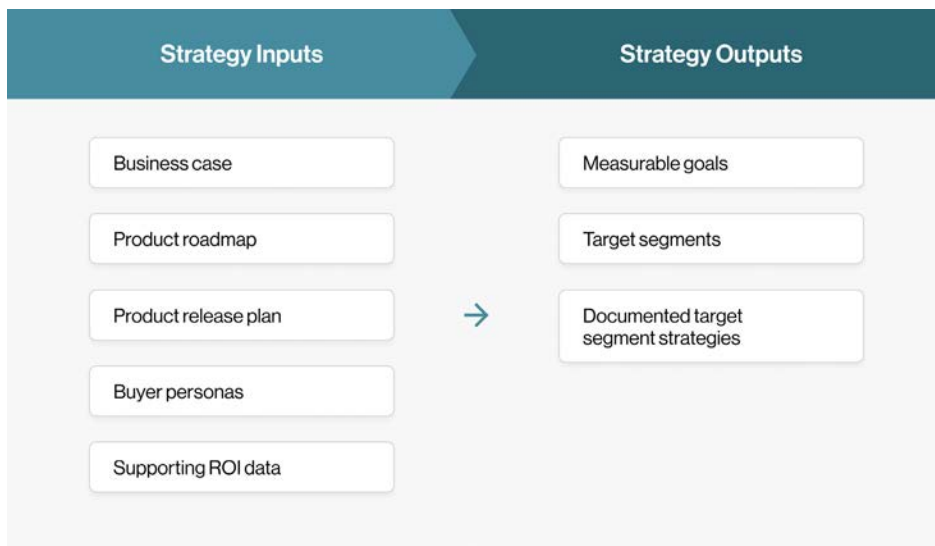 Strategy Inputs
Strategy Outputs
Business case
Product roadmap
Product release plan
Buyer personas
Supporting ROI data
Measurable goals
Target segments
Documented target
segment strategies